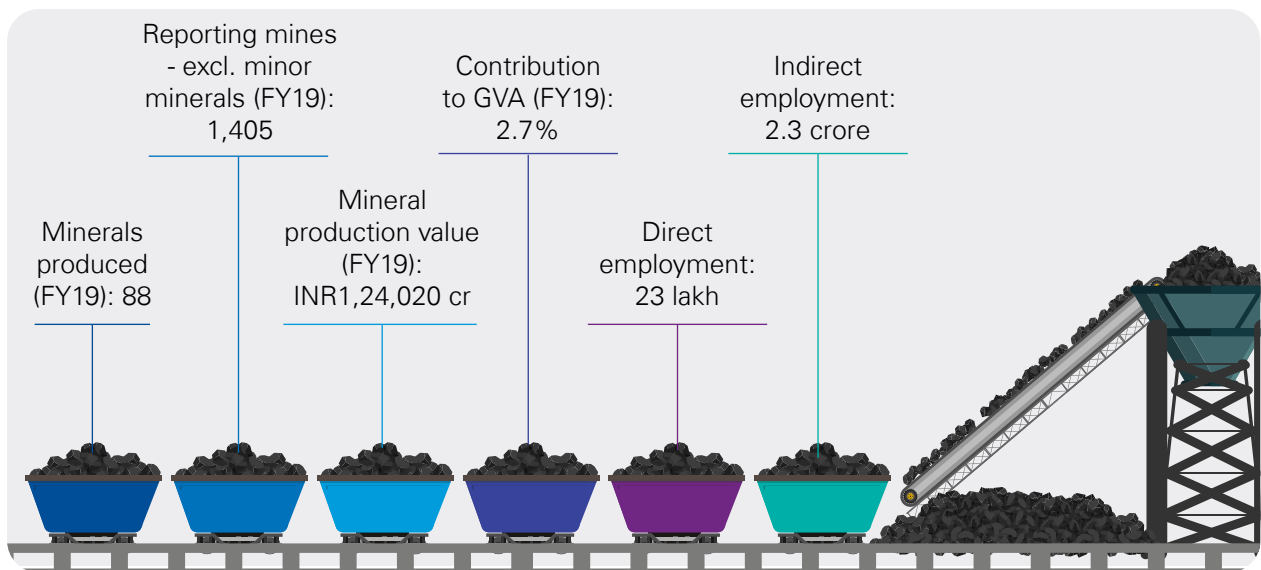 Minerals
produced
(FY19): 88
Reporting mines
- excl. minor
minerals (FY19):
1,405
Mineral
production value
(FY19):
INR1,24,020 cr
Contribution
to GVA (FY19):
2.7%
Direct
employment:
23 lakh
Indirect
employment:
2.3 crore